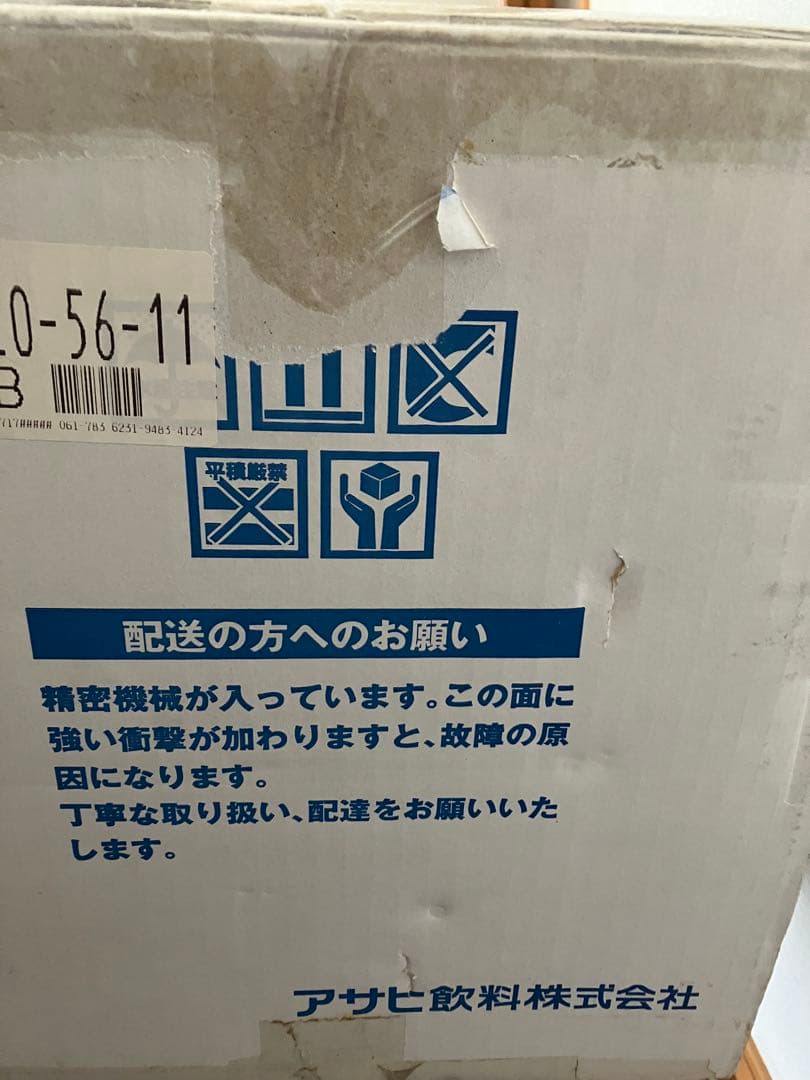 0-56-11
B
717##### 061-783 6231-9483 4124
平積厳禁
配送の方へのお願い
精密機械が入っています。この面に
強い衝撃が加わりますと、故障の原
因になります。
丁寧な取り扱い、配達をお願いいた
します。
アサヒ飲料株式会社